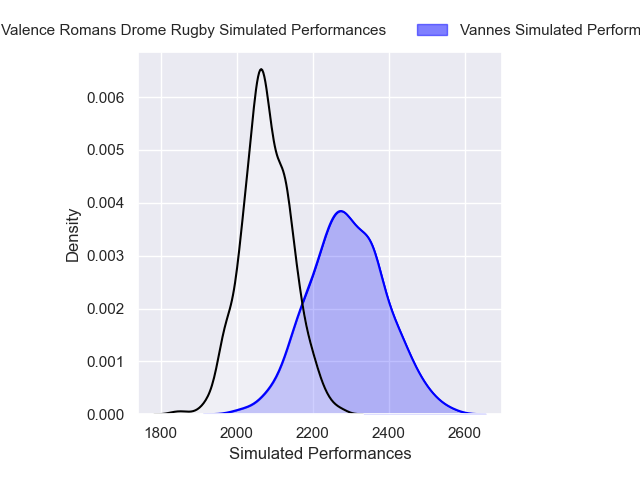 Valence Romans Drome Rugby Simulated Performances
Vannes Simulated Perform
0.006
0.005
0.004
0.003
0.002
0.001
0.000
Density
1800 2000 2200 2400 2600
Simulated Performances